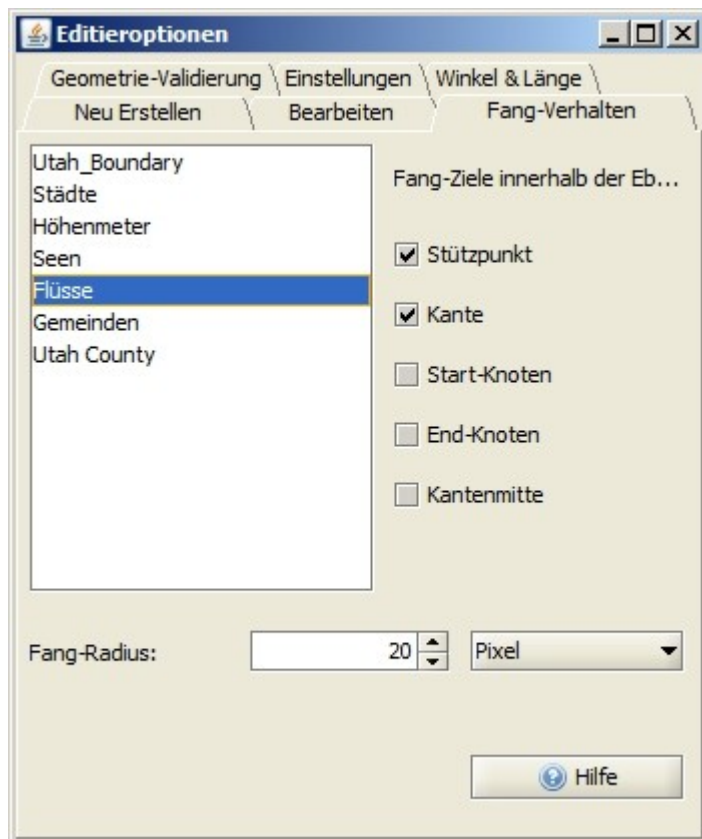 Editieroptionen
Geometrie-Validierung
Einstellungen
Winkel & Länge
Neu Erstellen
Bearbeiten
Fang-Verhalten
Utah_Boundary
Städte
Höhenmeter
Seen
Flüsse
Gemeinden
Utah County
Fang-Ziele innerhalb der Eb...
Stützpunkt
Kante
Start-Knoten
End-Knoten
Kantenmitte
Fang-Radius:
20
Pixel
Hilfe